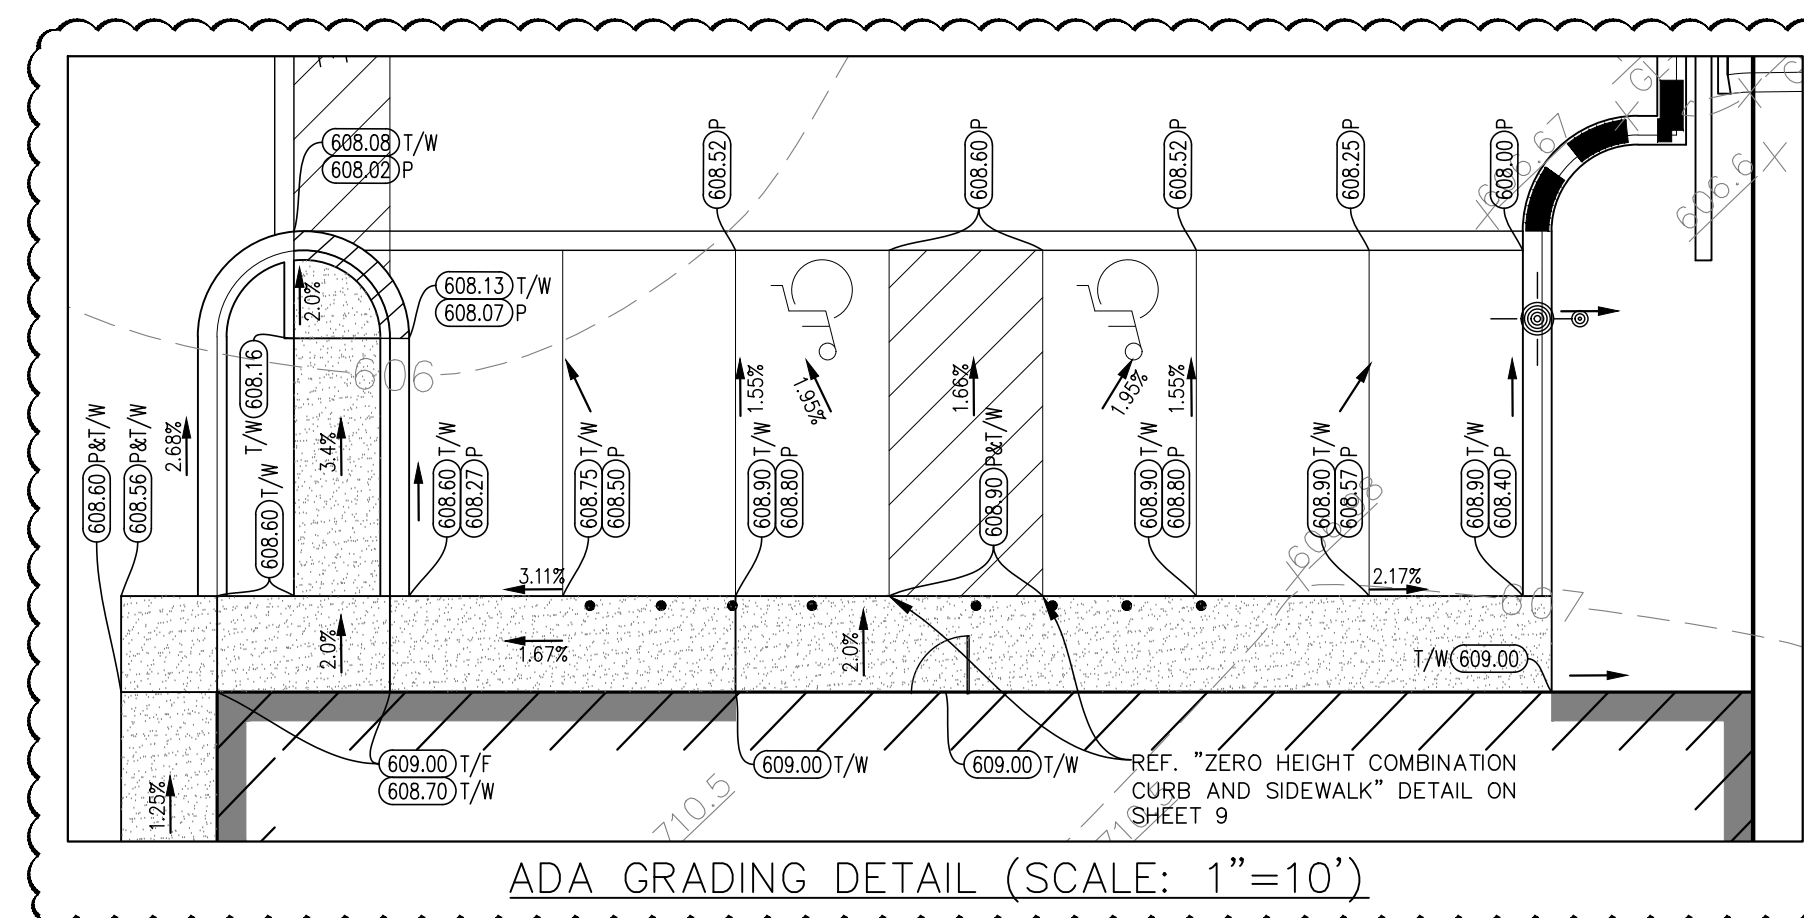 608.08 T/W
608.02 P
608.52 P
608.60 P
608.52 P
608.25 P
608.00 P
606.67
606.6
608.13 T/W
608.07 P
2.0%
T/W 608.16
606
608.60 P&T/W
608.56 P&T/W
2.68%
608.60 T/W
3.4%
608.60 T/W
608.27 P
608.75 T/W
608.50 P
1.55%
1.95%
608.90 T/W
608.80 P
1.66%
608.90 P&T/W
1.95%
1.55%
608.90 T/W
608.80 P
608.90 T/W
608.57 P
608.90 T/W
608.40 P
3.11%
2.17%
607
2.0%
1.67%
2.0%
T/W 609.00
609.00 T/F
608.70 T/W
609.00 T/W
609.00 T/W
REF. "ZERO HEIGHT COMBINATION
CURB AND SIDEWALK" DETAIL ON
SHEET 9
1.25%
710.5
ADA GRADING DETAIL (SCALE: 1"=10')